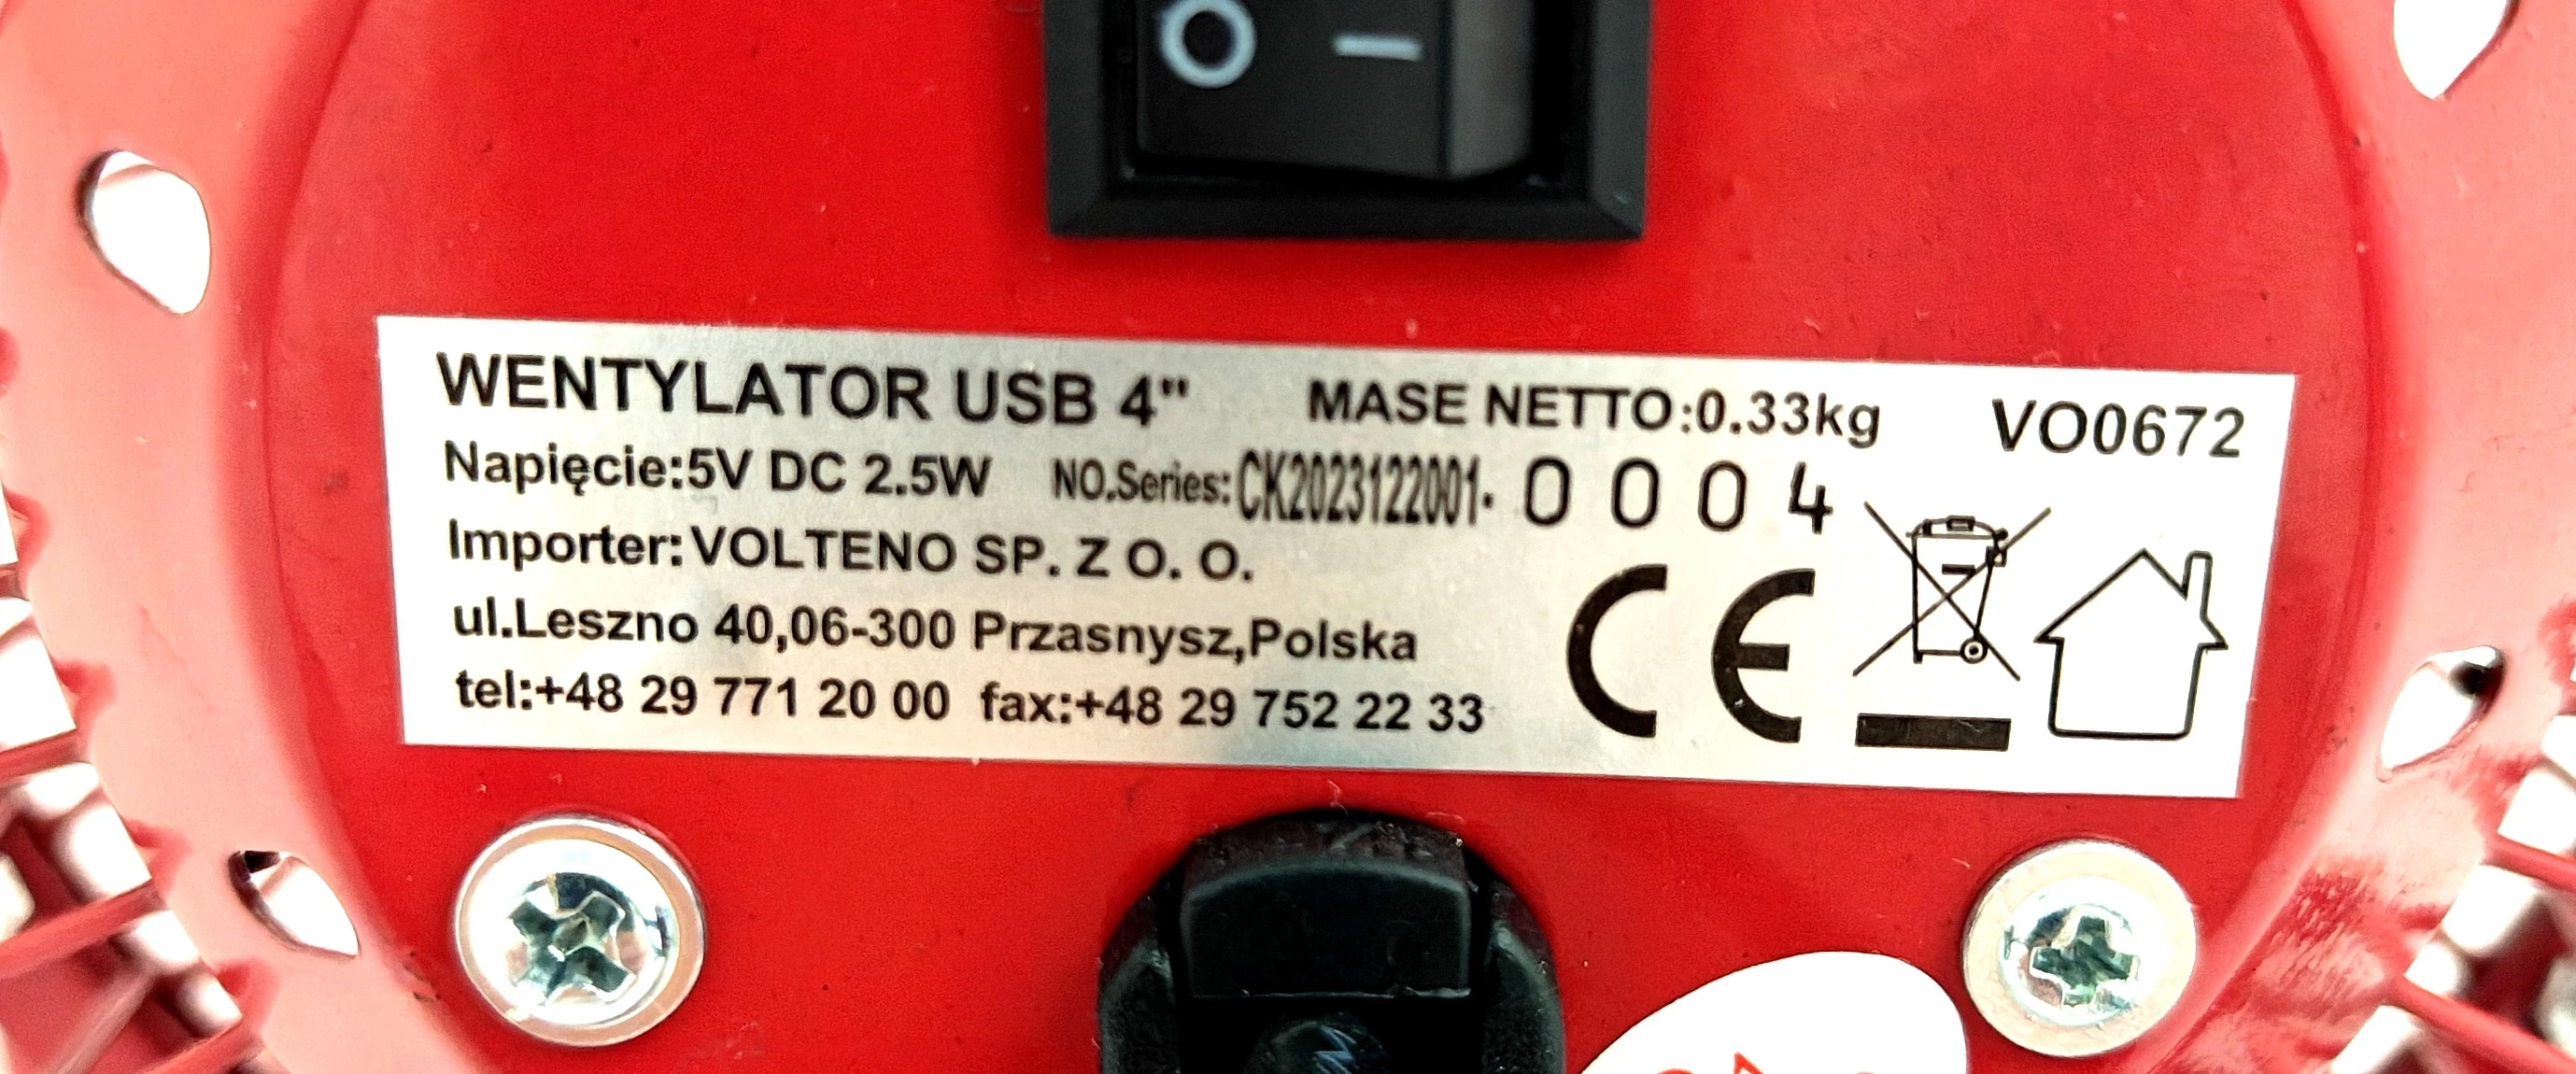 WENTYLATOR USB 4" MASE NETTO:0.33kg VO0672
Napięcie:5V DC 2.5W NO.Series:CK2023122001- 0 0 0 4
Importer:VOLTENO SP. Z O. O.
ul.Leszno 40,06-300 Przasnysz,Polska
tel:+48 29 771 20 00 fax:+48 29 752 22 33
CE